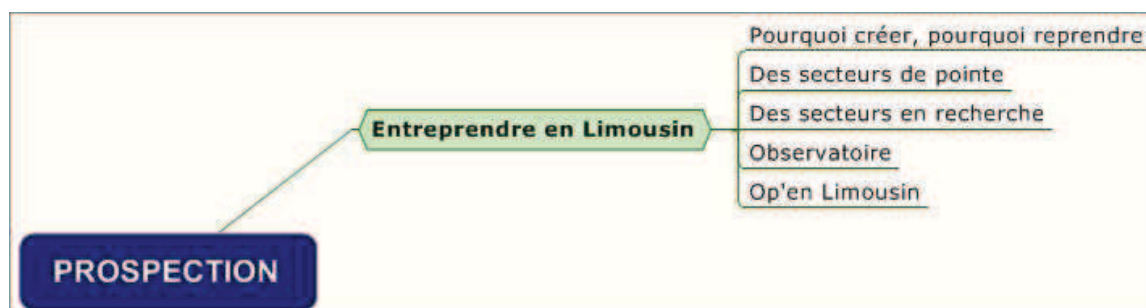 Pourquoi créer, pourquoi reprendre
Des secteurs de pointe
Entreprendre en Limousin
Des secteurs en recherche
Observatoire
Op'en Limousin
PROSPECTION